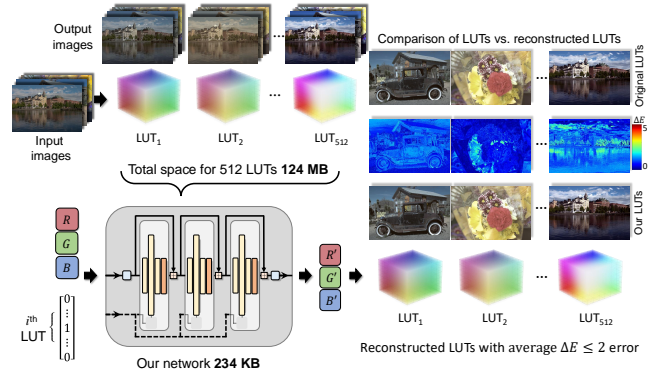 Output
images
Input
images
...
LUT1
LUT2
LUT512
Total space for 512 LUTs 124 MB
R
G
B
ith
LUT
0
⋮
1
⋮
0
Our network 234 KB
R'
G'
B'
Comparison of LUTs vs. reconstructed LUTs
...
Original LUTs
ΔE
5
0
...
...
Our LUTs
...
LUT1
LUT2
LUT512
Reconstructed LUTs with average ΔE ≤ 2 error